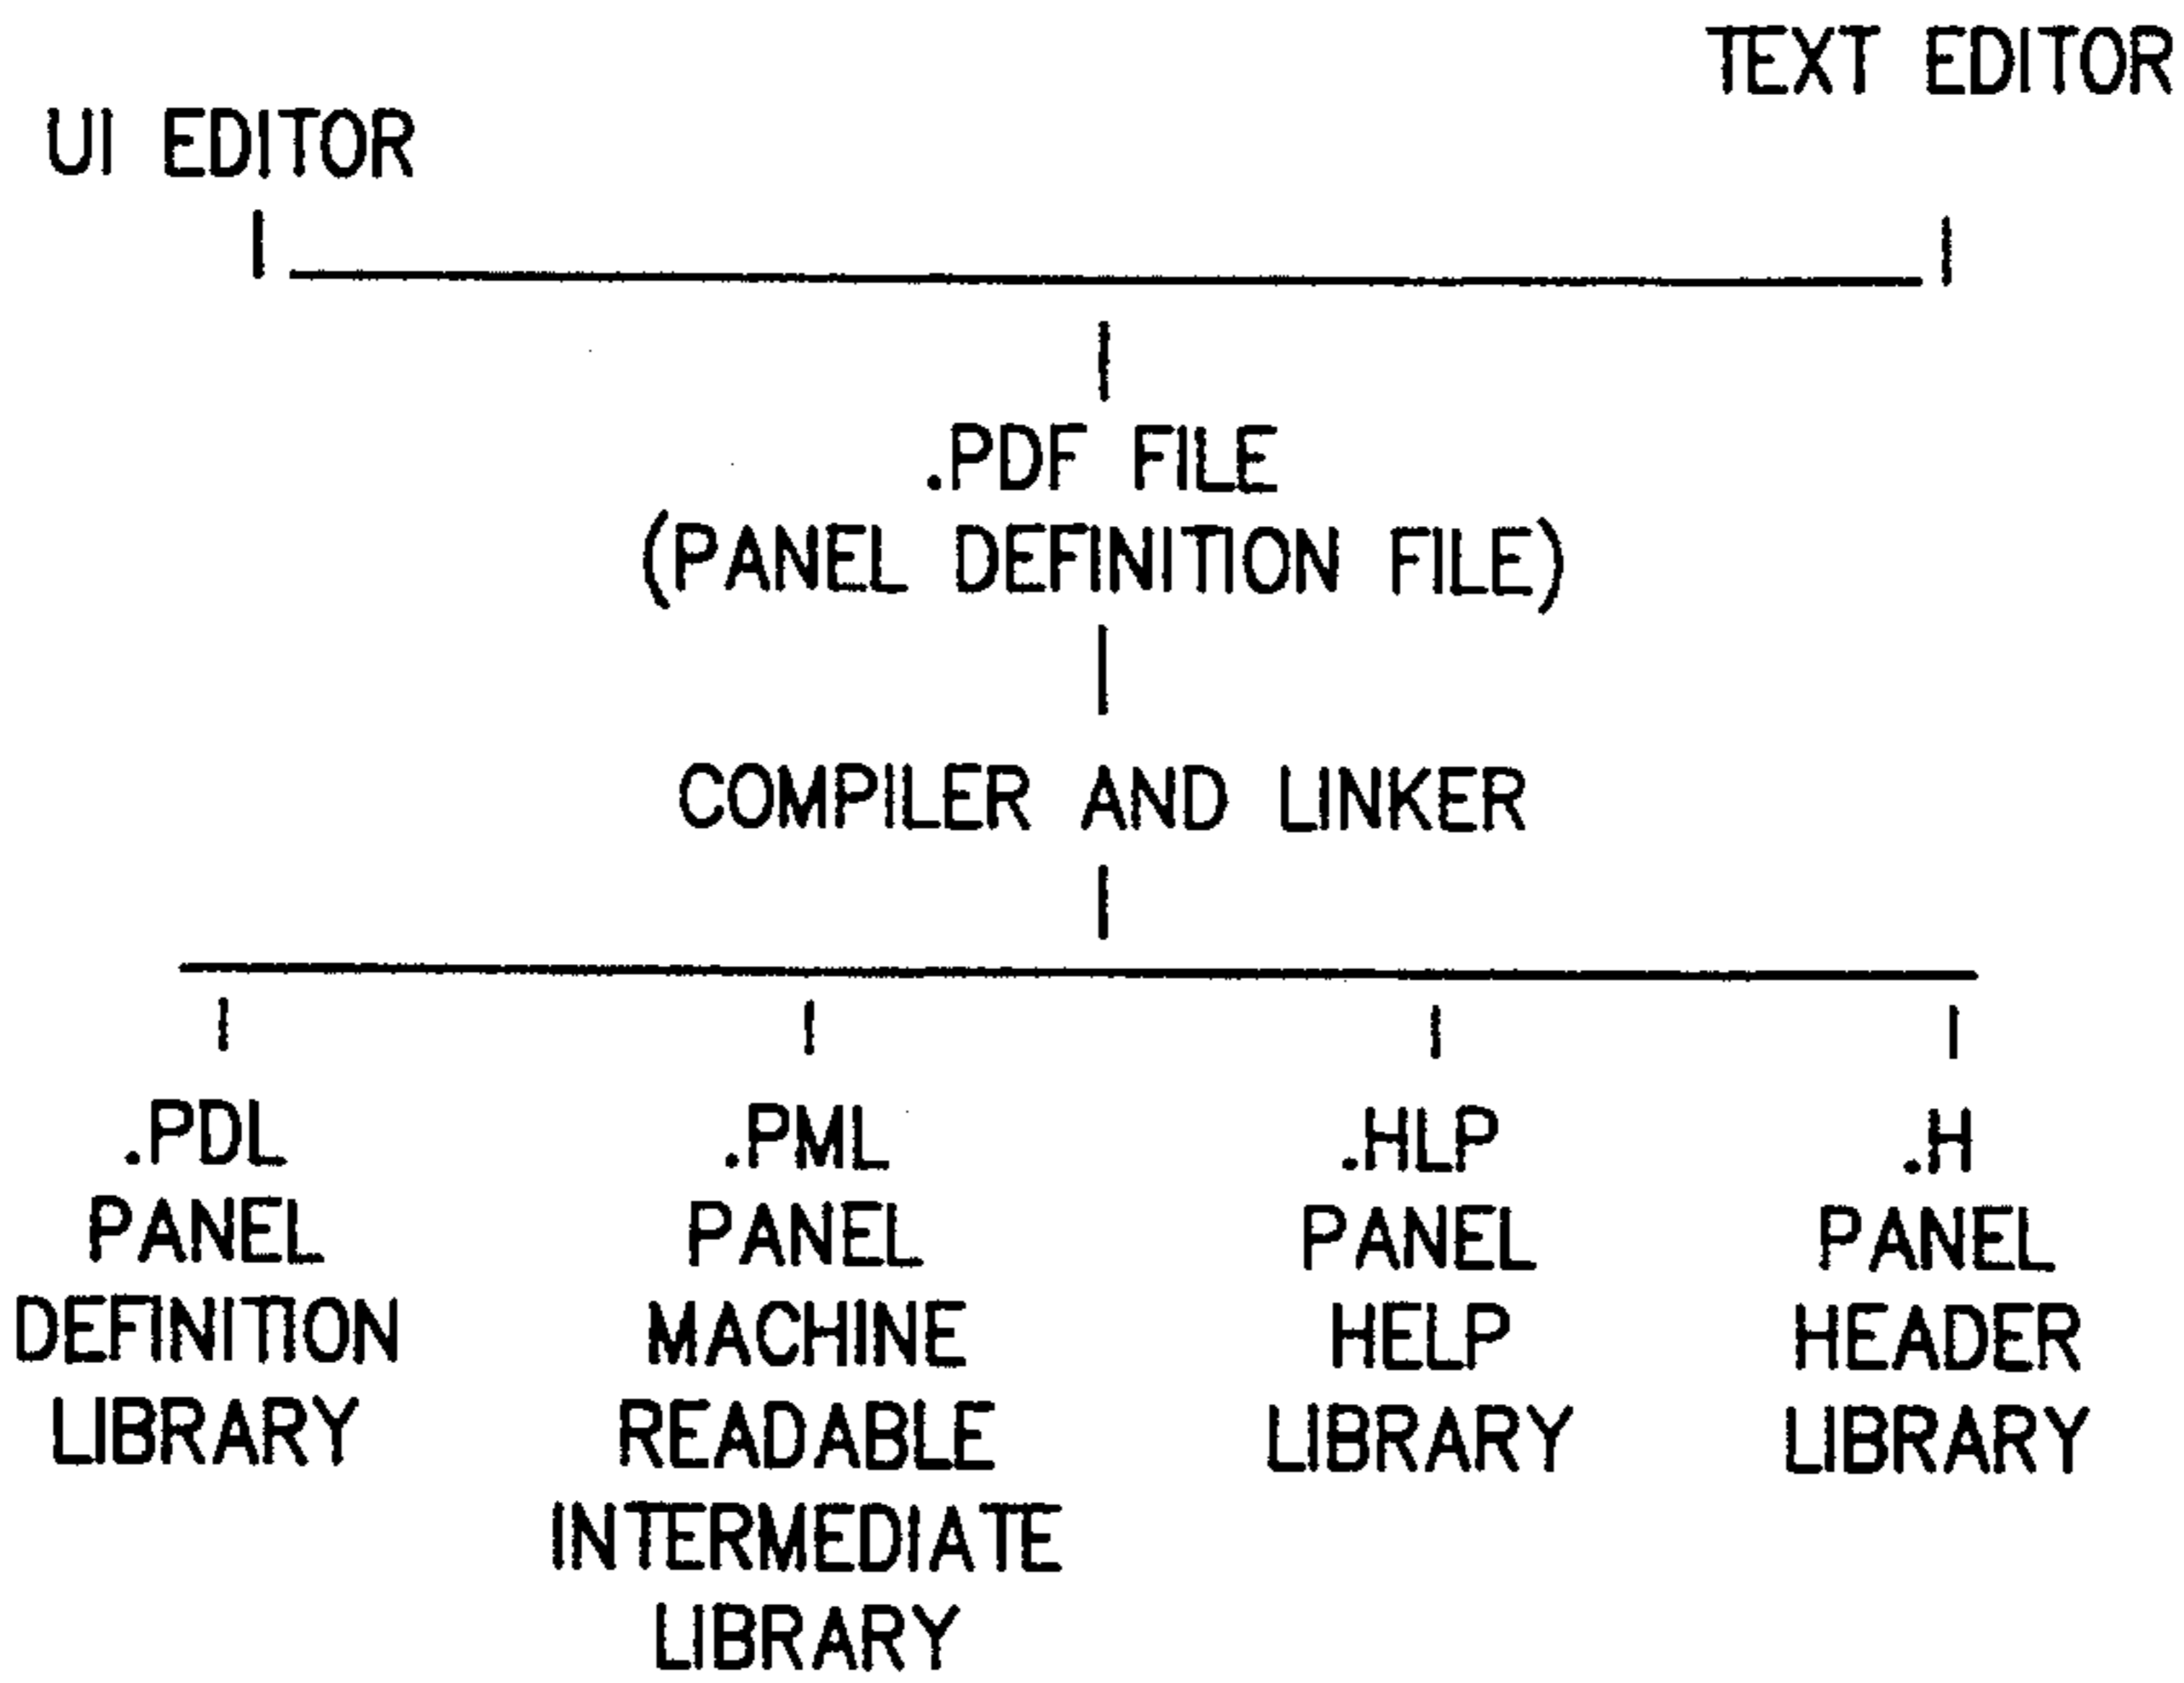 TEXT EDITOR
UI EDITOR
.PDF FILE
(PANEL DEFINITION FILE)
COMPILER AND LINKER
.PDL
PANEL
DEFINITION
LIBRARY
.PML
PANEL
MACHINE
READABLE
INTERMEDIATE
LIBRARY
.HLP
PANEL
HELP
LIBRARY
.H
PANEL
HEADER
LIBRARY